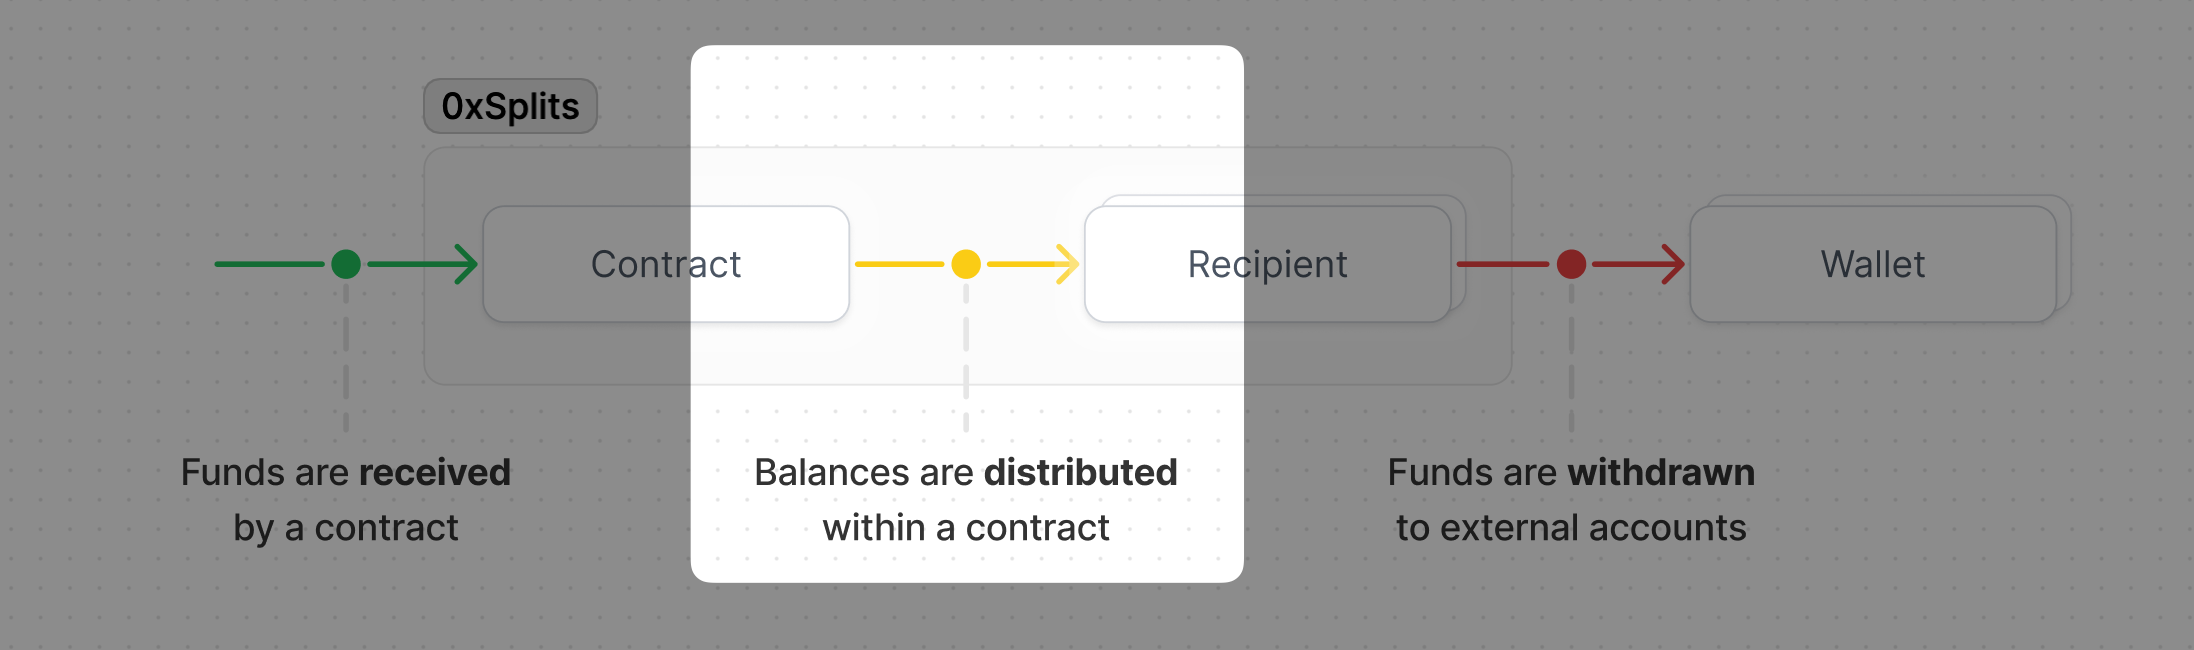 0xSplits
Contract
Recipient
Wallet
Funds are received
by a contract
Balances are distributed
within a contract
Funds are withdrawn
to external accounts